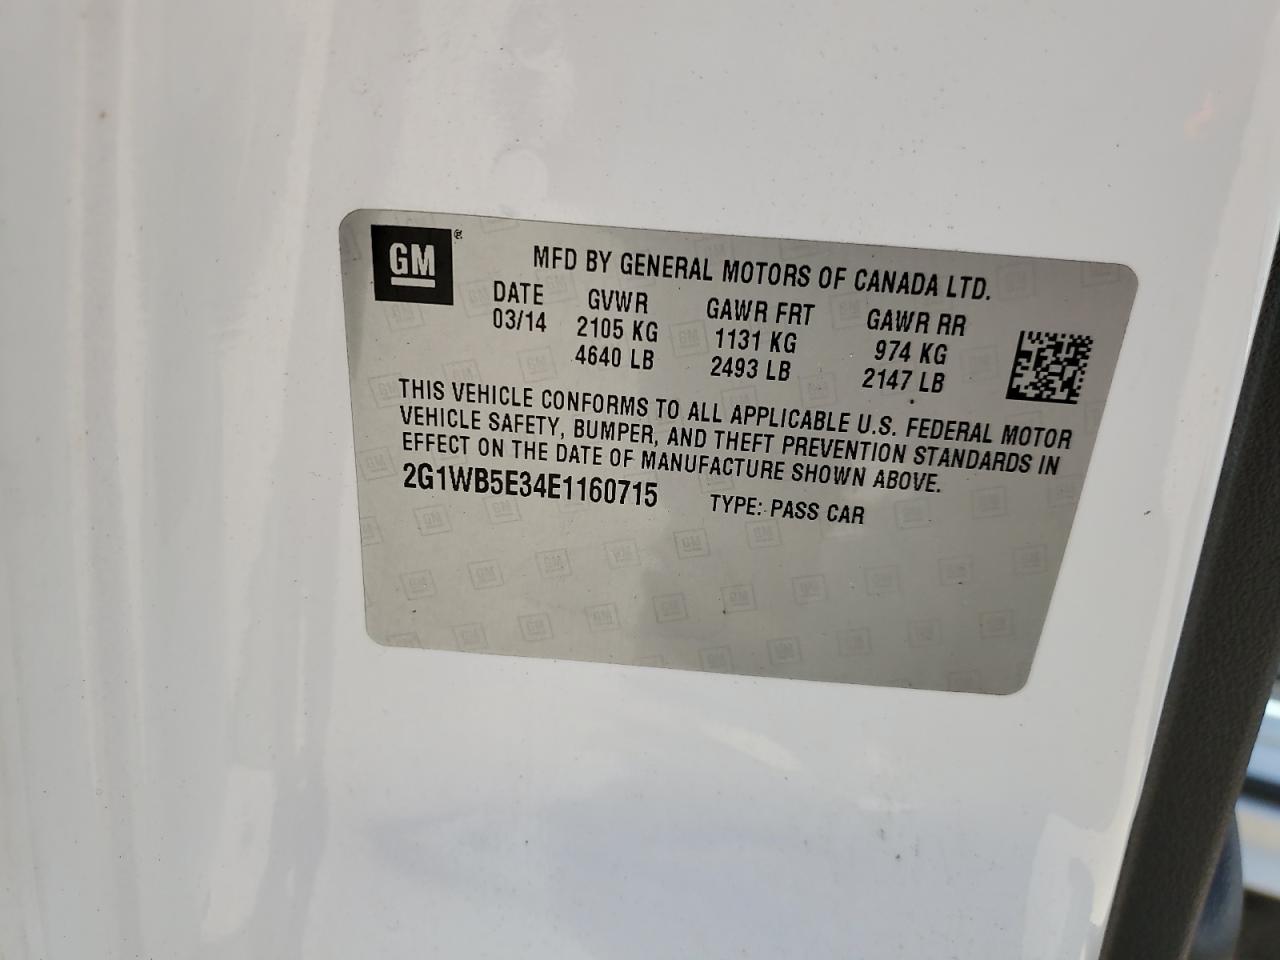 GM®
MFD BY GENERAL MOTORS OF CANADA LTD.
DATE GVWR GAWR FRT GAWR RR
03/14 2105 KG 1131 KG 974 KG
4640 LB 2493 LB 2147 LB
THIS VEHICLE CONFORMS TO ALL APPLICABLE U.S. FEDERAL MOTOR
VEHICLE SAFETY, BUMPER, AND THEFT PREVENTION STANDARDS IN
EFFECT ON THE DATE OF MANUFACTURE SHOWN ABOVE.
2G1WB5E34E1160715 TYPE: PASS CAR